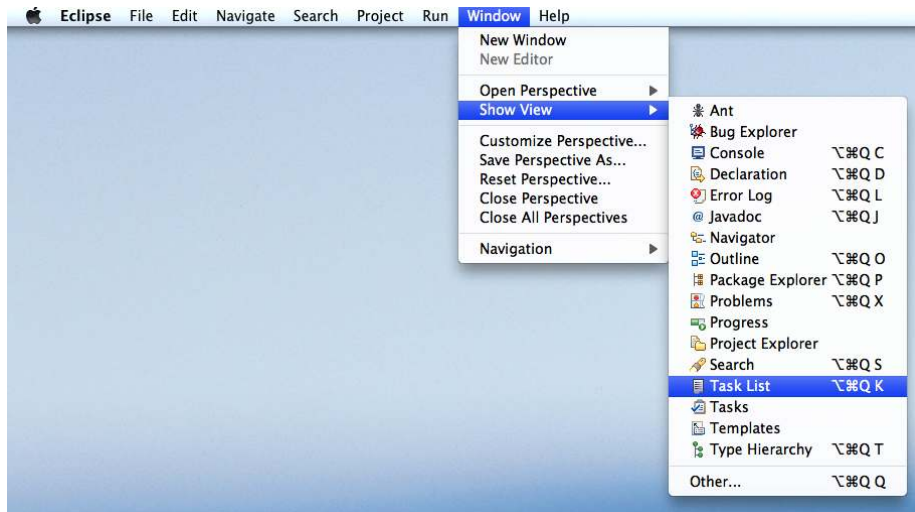 Eclipse File Edit Navigate Search Project Run Window Help
New Window
New Editor
Open Perspective
Show View
Customize Perspective...
Save Perspective As...
Reset Perspective...
Close Perspective
Close All Perspectives
Navigation
Ant
Bug Explorer
Console ⌥⌘Q C
Declaration ⌥⌘Q D
Error Log ⌥⌘Q L
@ Javadoc ⌥⌘Q J
Navigator
Outline ⌥⌘Q O
Package Explorer ⌥⌘Q P
Problems ⌥⌘Q X
Progress
Project Explorer
Search ⌥⌘Q S
Task List ⌥⌘Q K
Tasks
Templates
Type Hierarchy ⌥⌘Q T
Other... ⌥⌘Q Q